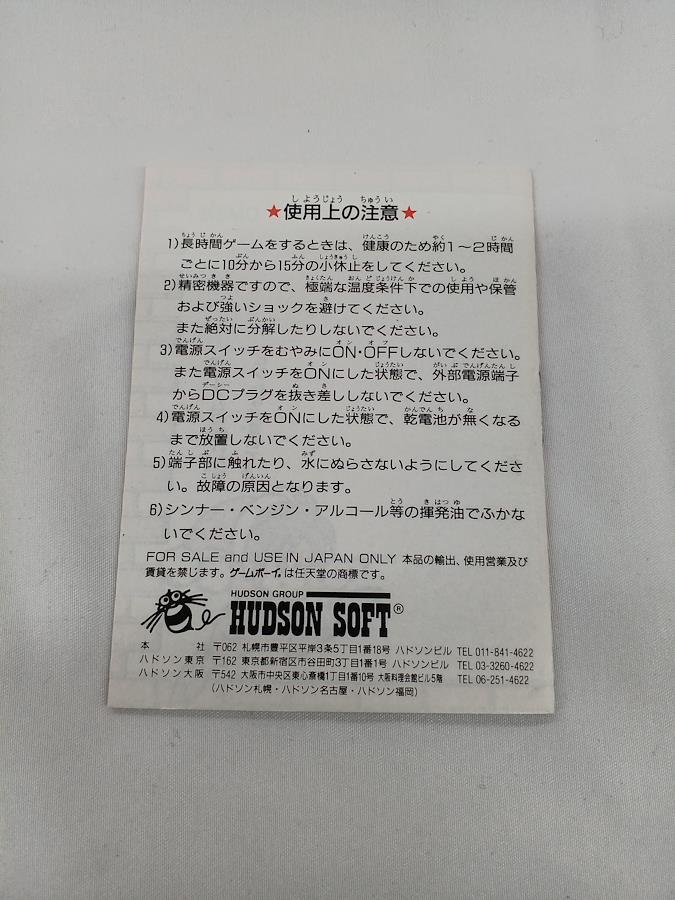 ★使用上の注意★
1)長時間ゲームをするときは、健康のため約1～2時間
ごとに10分から15分の小休止をしてください。
2)精密機器ですので、極端な温度条件下での使用や保管
および強いショックを避けてください。
また絶対に分解したりしないでください。
3)電源スイッチをむやみにON・OFFしないでください。
また電源スイッチをONにした状態で、外部電源端子
からDCプラグを抜き差ししないでください。
4)電源スイッチをONにした状態で、乾電池が無くなる
まで放置しないでください。
5)端子部に触れたり、水にぬらさないようにしてくださ
い。故障の原因となります。
6)シンナー・ベンジン・アルコール等の揮発油でふかな
いでください。
FOR SALE and USE IN JAPAN ONLY 本品の輸出、使用営業及び
賃貸を禁じます。ゲームボーイ。は任天堂の商標です。
HUDSON GROUP
HUDSON SOFT®
本 社 〒062 札幌市豊平区平岸3条5丁目1番18号 ハドソンビル TEL 011-841-4622
ハドソン東京 〒162 東京都新宿区市谷田町3丁目1番1号 ハドソンビル TEL 03-3260-4622
ハドソン大阪 〒542 大阪市中央区東心斎橋1丁目1番10号 大阪料理会館ビル5階 TEL 06-251-4622
(ハドソン札幌・ハドソン名古屋・ハドソン福岡)